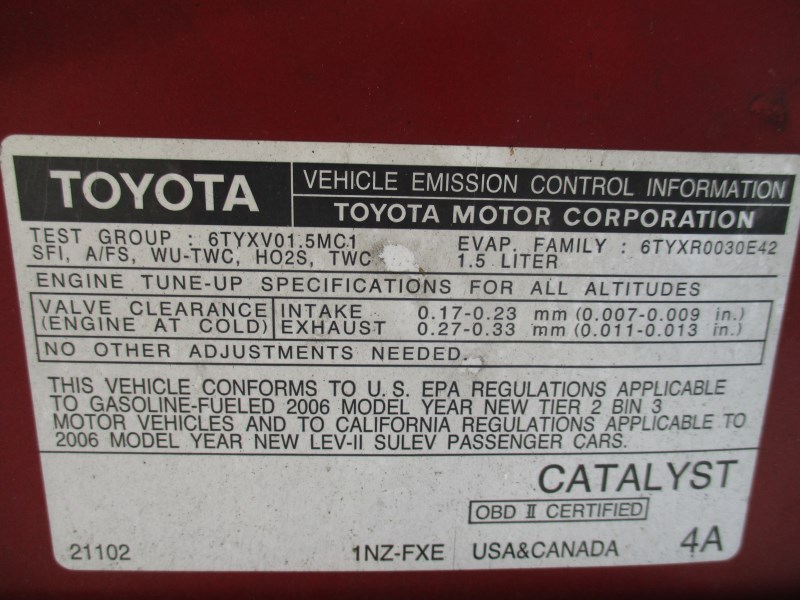 TOYOTA
VEHICLE EMISSION CONTROL INFORMATION
TOYOTA MOTOR CORPORATION
TEST GROUP : 6TYXV01.5MC1 EVAP. FAMILY : 6TYXR0030E42
SFI, A/FS, WU-TWC, HO2S, TWC 1.5 LITER
ENGINE TUNE-UP SPECIFICATIONS FOR ALL ALTITUDES
VALVE CLEARANCE INTAKE 0.17-0.23 mm (0.007-0.009 in.)
(ENGINE AT COLD) EXHAUST 0.27-0.33 mm (0.011-0.013 in.)
NO OTHER ADJUSTMENTS NEEDED.
THIS VEHICLE CONFORMS TO U.S. EPA REGULATIONS APPLICABLE
TO GASOLINE-FUELED 2006 MODEL YEAR NEW TIER 2 BIN 3
MOTOR VEHICLES AND TO CALIFORNIA REGULATIONS APPLICABLE TO
2006 MODEL YEAR NEW LEV-II SULEV PASSENGER CARS.
CATALYST
OBD II CERTIFIED
21102 1NZ-FXE USA&CANADA 4A